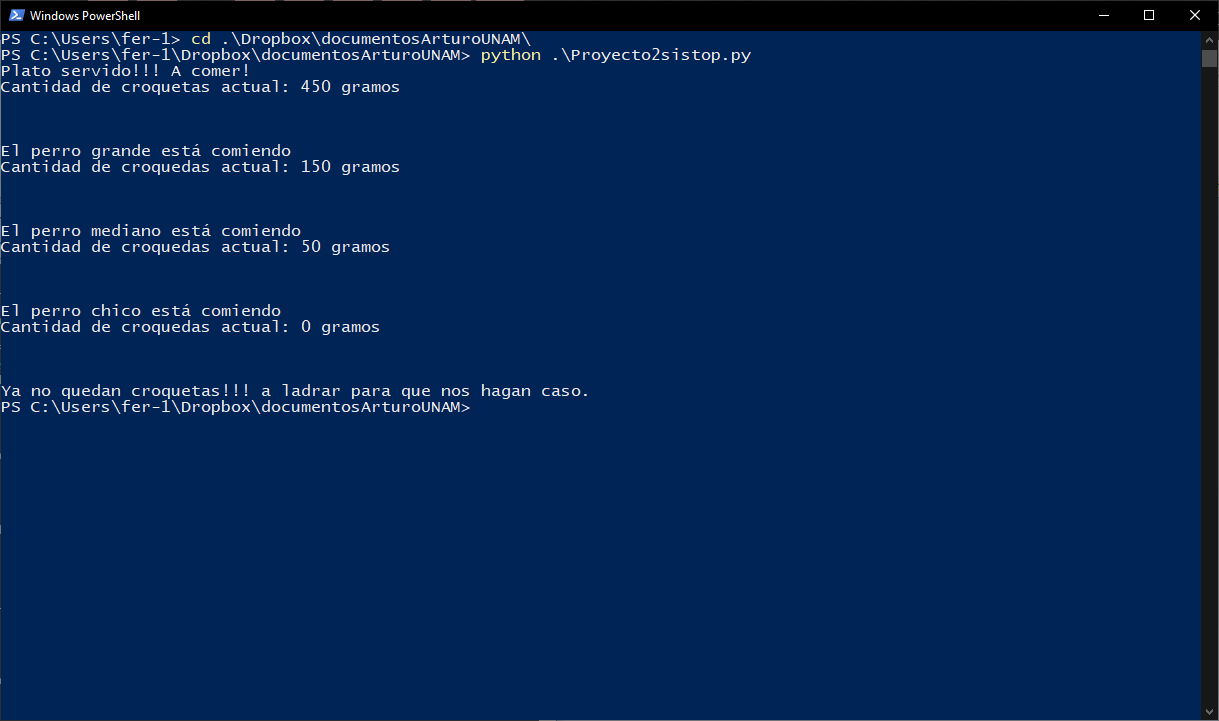 Windows PowerShell
PS C:\Users\fer-1> cd .\Dropbox\documentosArturoUNAM\
PS C:\Users\fer-1\Dropbox\documentosArturoUNAM> python .\Proyecto2sistop.py
Plato servido!!! A comer!
Cantidad de croquetas actual: 450 gramos
El perro grande está comiendo
Cantidad de croquedas actual: 150 gramos
El perro mediano está comiendo
Cantidad de croquedas actual: 50 gramos
El perro chico está comiendo
Cantidad de croquedas actual: 0 gramos
Ya no quedan croquetas!!! a ladrar para que nos hagan caso.
PS C:\Users\fer-1\Dropbox\documentosArturoUNAM>